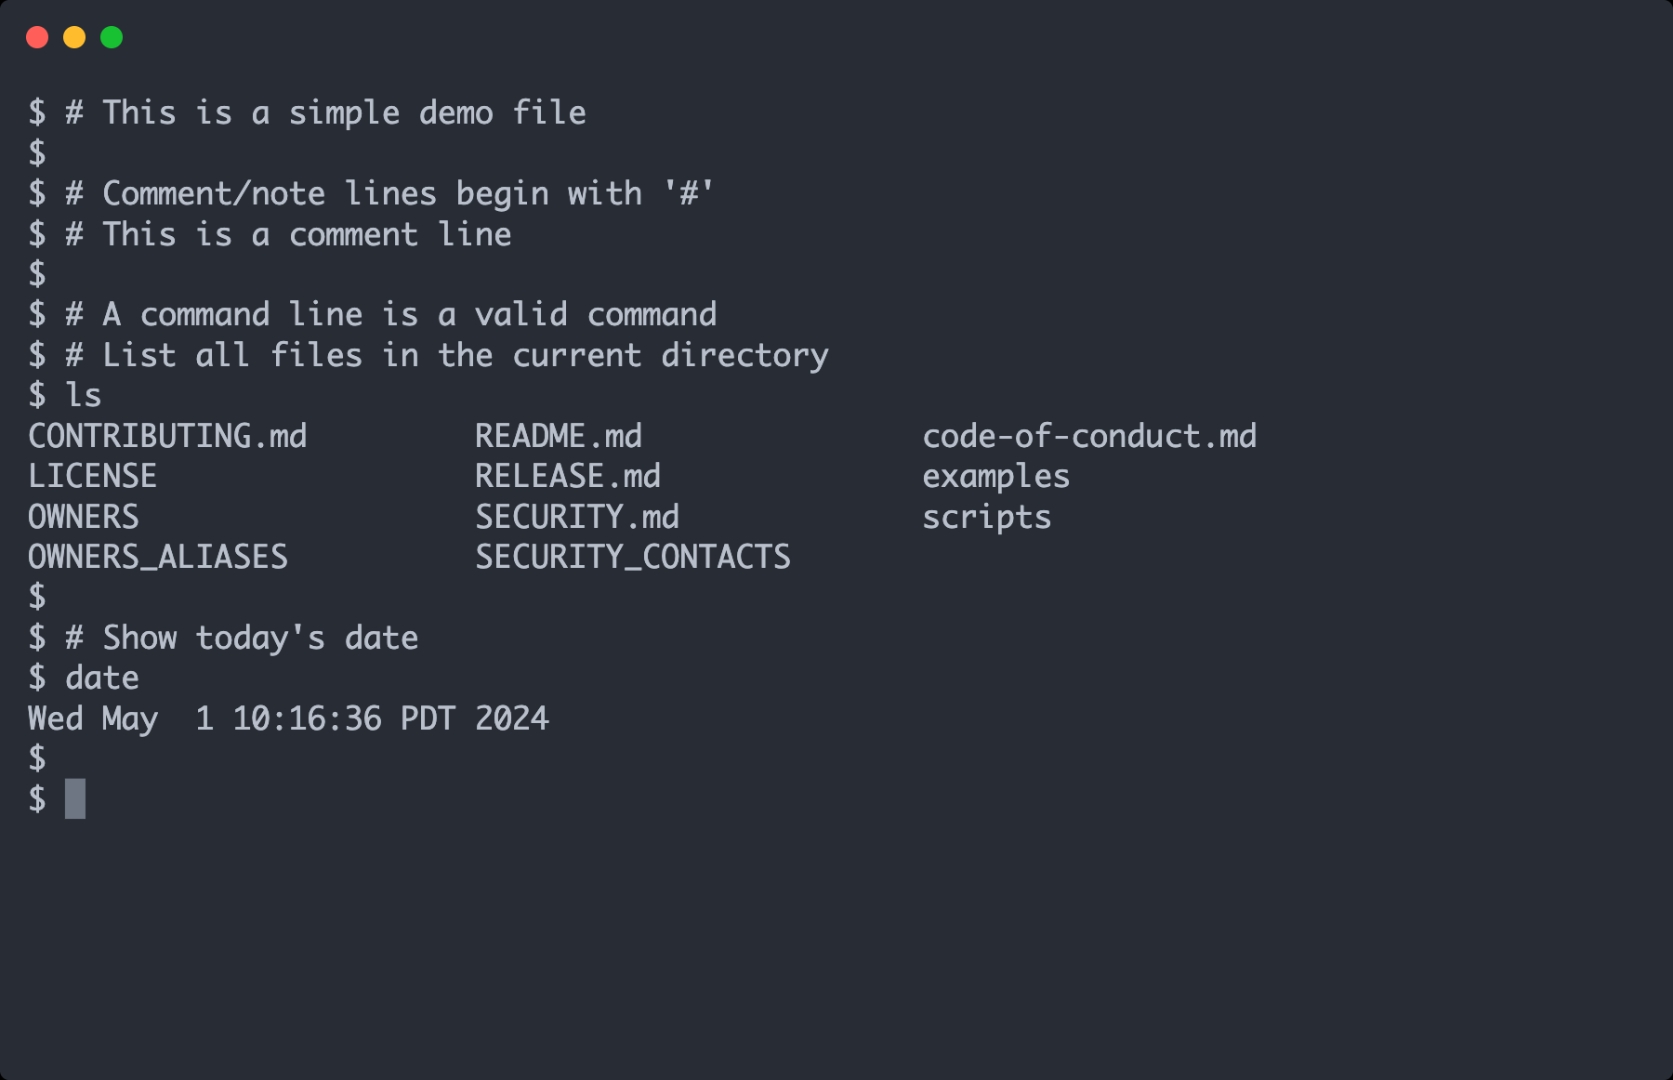 $ # This is a simple demo file
$
$ # Comment/note lines begin with '#'
$ # This is a comment line
$
$ # A command line is a valid command
$ # List all files in the current directory
$ ls
CONTRIBUTING.md         README.md               code-of-conduct.md
LICENSE                 RELEASE.md              examples
OWNERS                  SECURITY.md             scripts
OWNERS_ALIASES          SECURITY_CONTACTS
$
$ # Show today's date
$ date
Wed May  1 10:16:36 PDT 2024
$
$